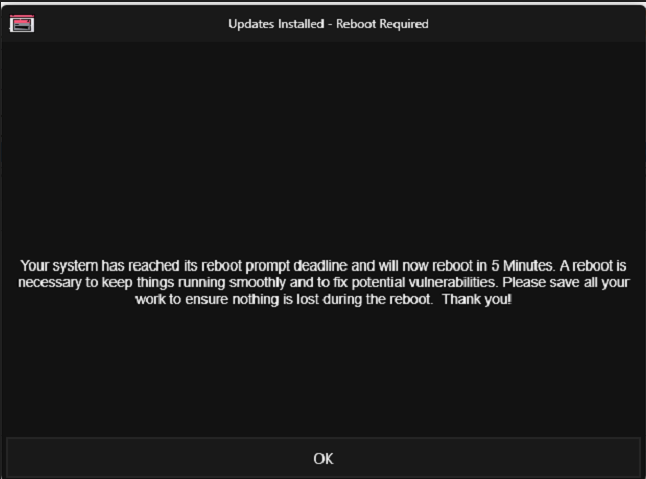 Updates Installed - Reboot Required
Your system has reached its reboot prompt deadline and will now reboot in 5 Minutes. A reboot is
necessary to keep things running smoothly and to fix potential vulnerabilities. Please save all your
work to ensure nothing is lost during the reboot.  Thank you!
OK